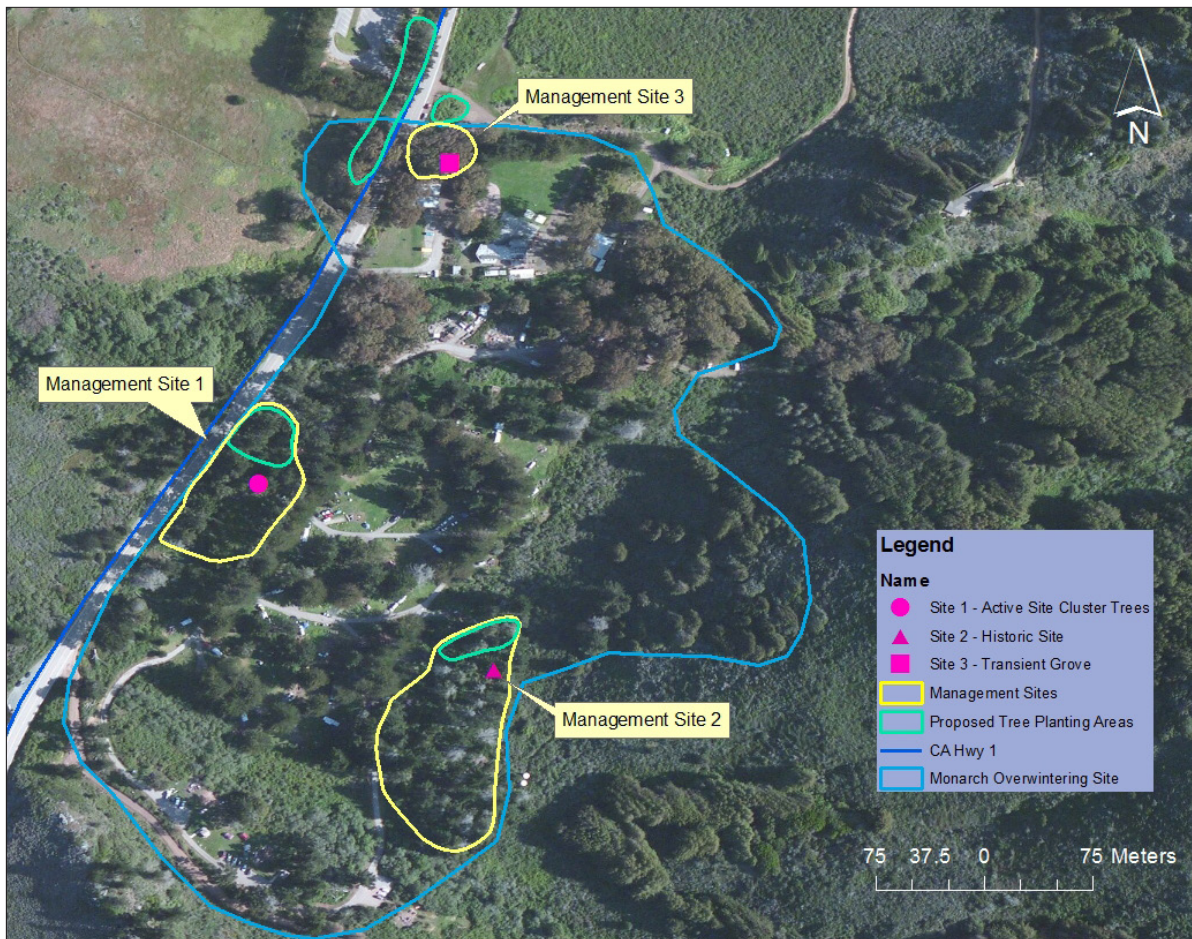 N
Management Site 3
Management Site 1
Management Site 2
Legend
Name
Site 1 - Active Site Cluster Trees
Site 2 - Historic Site
Site 3 - Transient Grove
Management Sites
Proposed Tree Planting Areas
CA Hwy 1
Monarch Overwintering Site
75 37.5 0 75 Meters